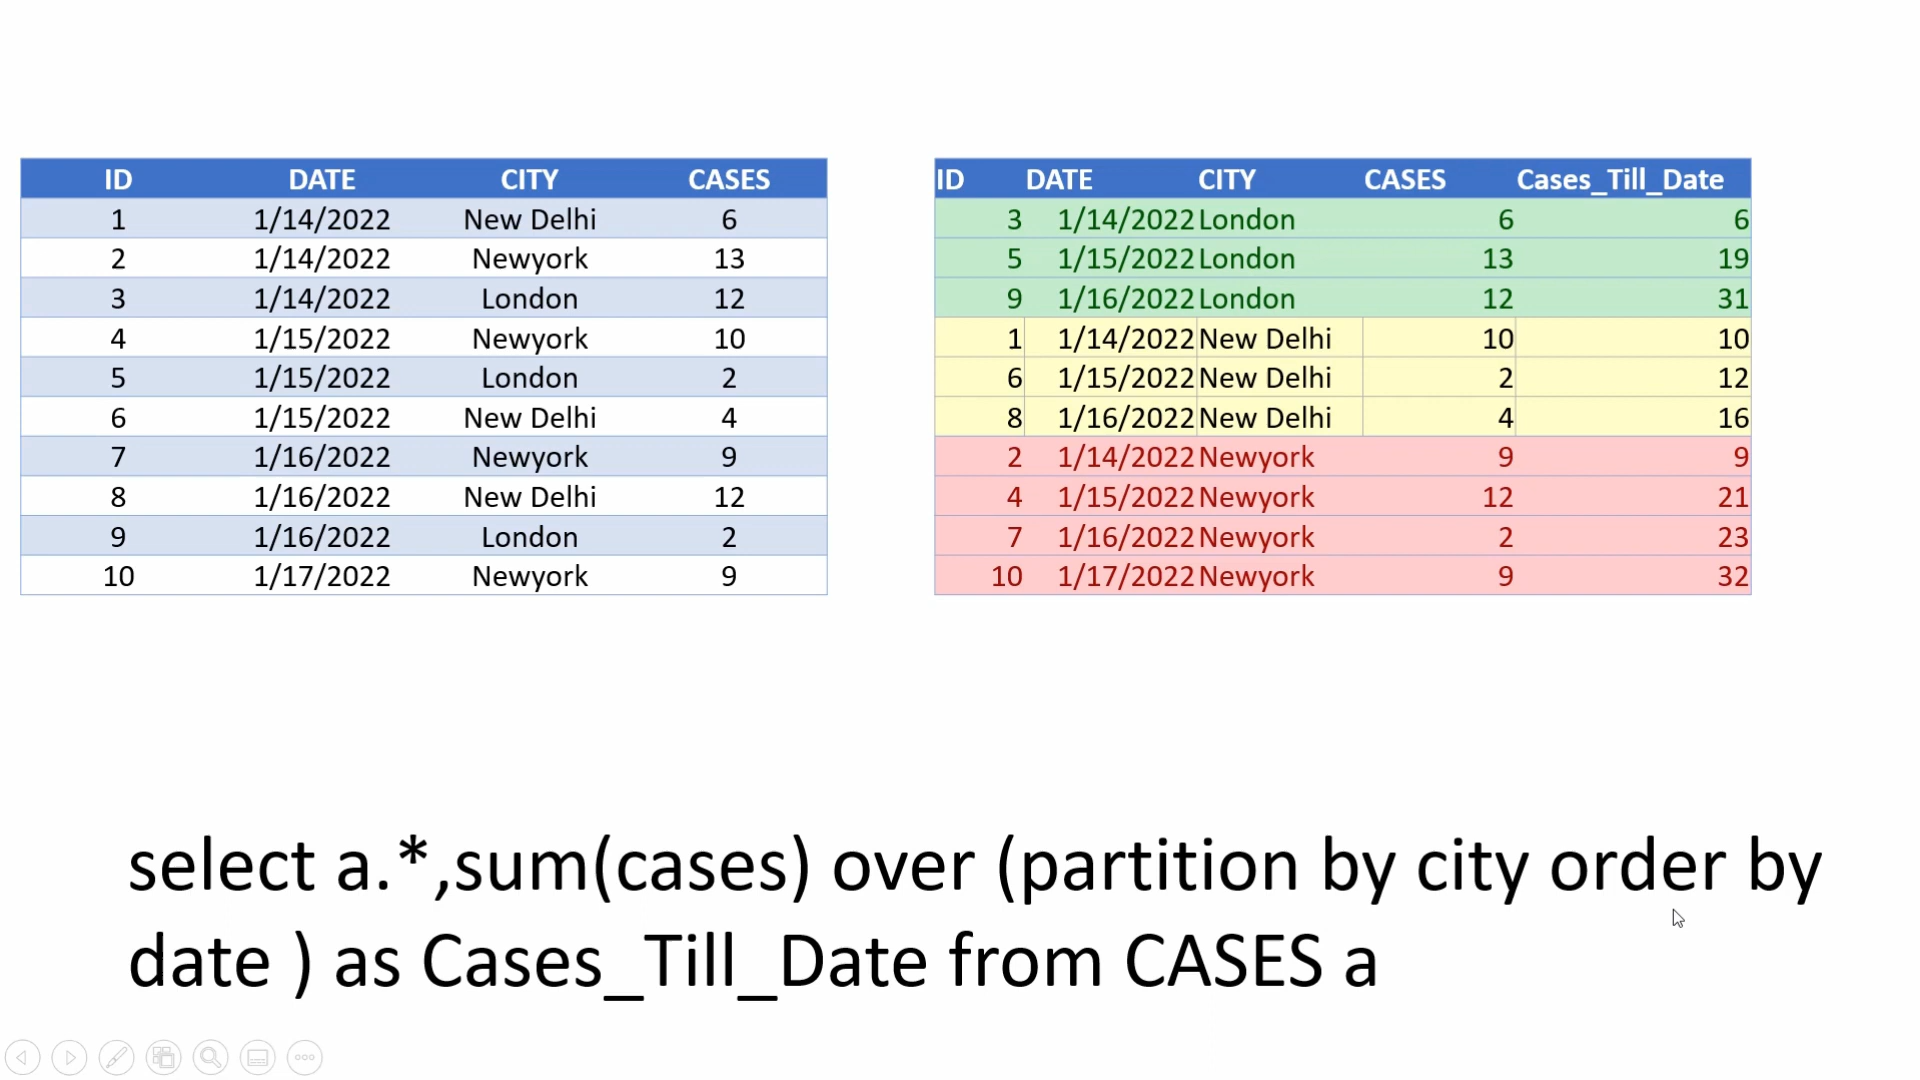 ID DATE CITY CASES
1 1/14/2022 New Delhi 6
2 1/14/2022 Newyork 13
3 1/14/2022 London 12
4 1/15/2022 Newyork 10
5 1/15/2022 London 2
6 1/15/2022 New Delhi 4
7 1/16/2022 Newyork 9
8 1/16/2022 New Delhi 12
9 1/16/2022 London 2
10 1/17/2022 Newyork 9
ID DATE CITY CASES Cases_Till_Date
3 1/14/2022 London 6 6
5 1/15/2022 London 13 19
9 1/16/2022 London 12 31
1 1/14/2022 New Delhi 10 10
6 1/15/2022 New Delhi 2 12
8 1/16/2022 New Delhi 4 16
2 1/14/2022 Newyork 9 9
4 1/15/2022 Newyork 12 21
7 1/16/2022 Newyork 2 23
10 1/17/2022 Newyork 9 32
select a.*,sum(cases) over (partition by city order by
date ) as Cases_Till_Date from CASES a